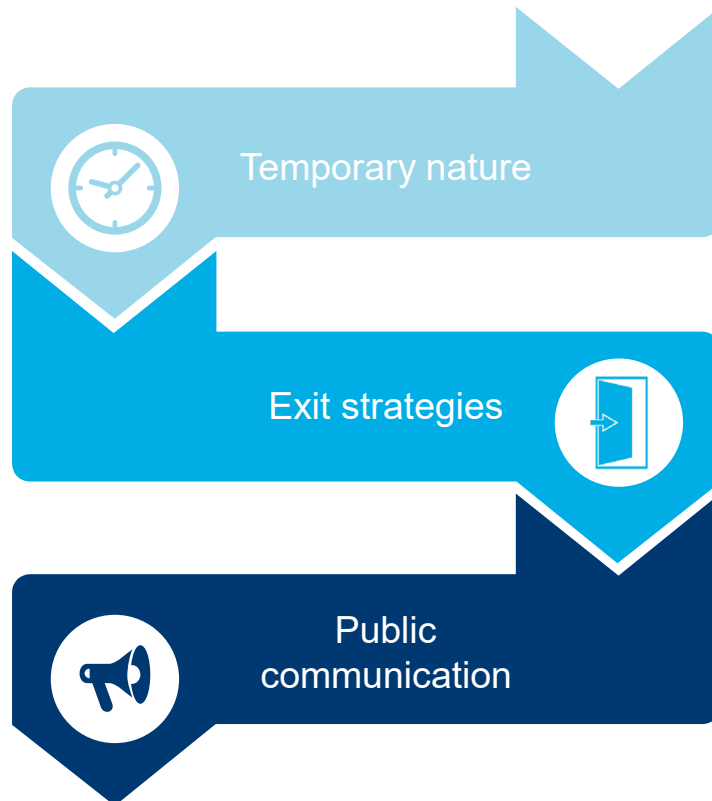 Temporary nature
Exit strategies
Public
communication